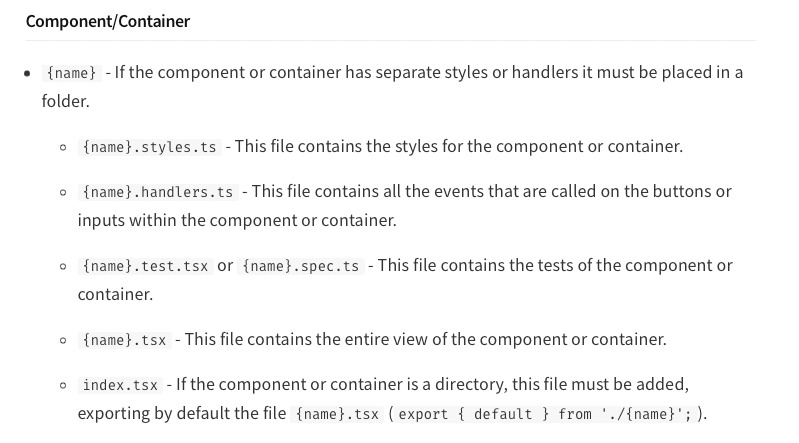 Component/Container
{name} - If the component or container has separate styles or handlers it must be placed in a
folder.
{name}.styles.ts - This file contains the styles for the component or container.
{name}.handlers.ts - This file contains all the events that are called on the buttons or
inputs within the component or container.
{name}.test.tsx or {name}.spec.ts - This file contains the tests of the component or
container.
{name}.tsx - This file contains the entire view of the component or container.
index.tsx - If the component or container is a directory, this file must be added,
exporting by default the file {name}.tsx ( export { default } from './{name}'; ).